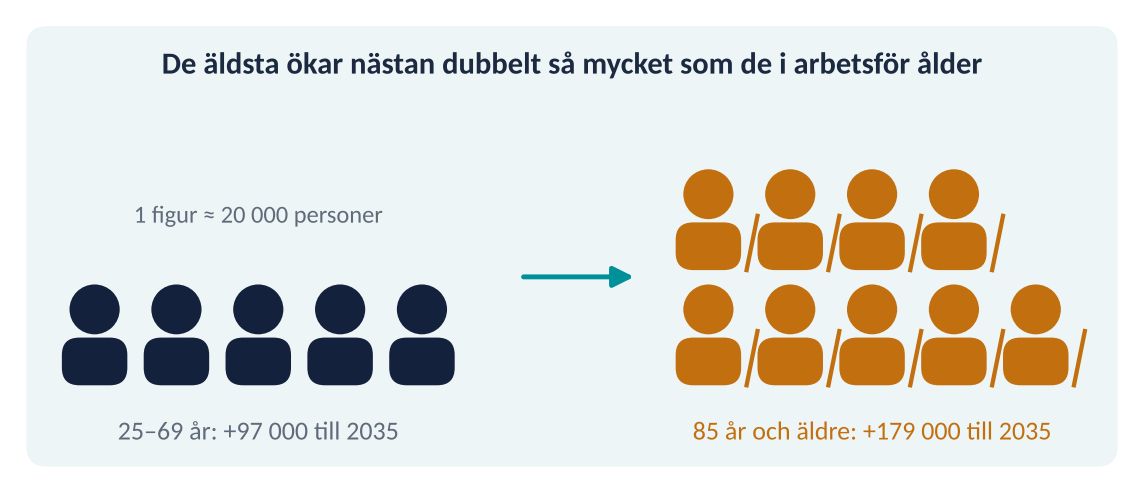 De äldsta ökar nästan dubbelt så mycket som de i arbetsför ålder
1 figur ≈ 20 000 personer
25–69 år: +97 000 till 2035
85 år och äldre: +179 000 till 2035